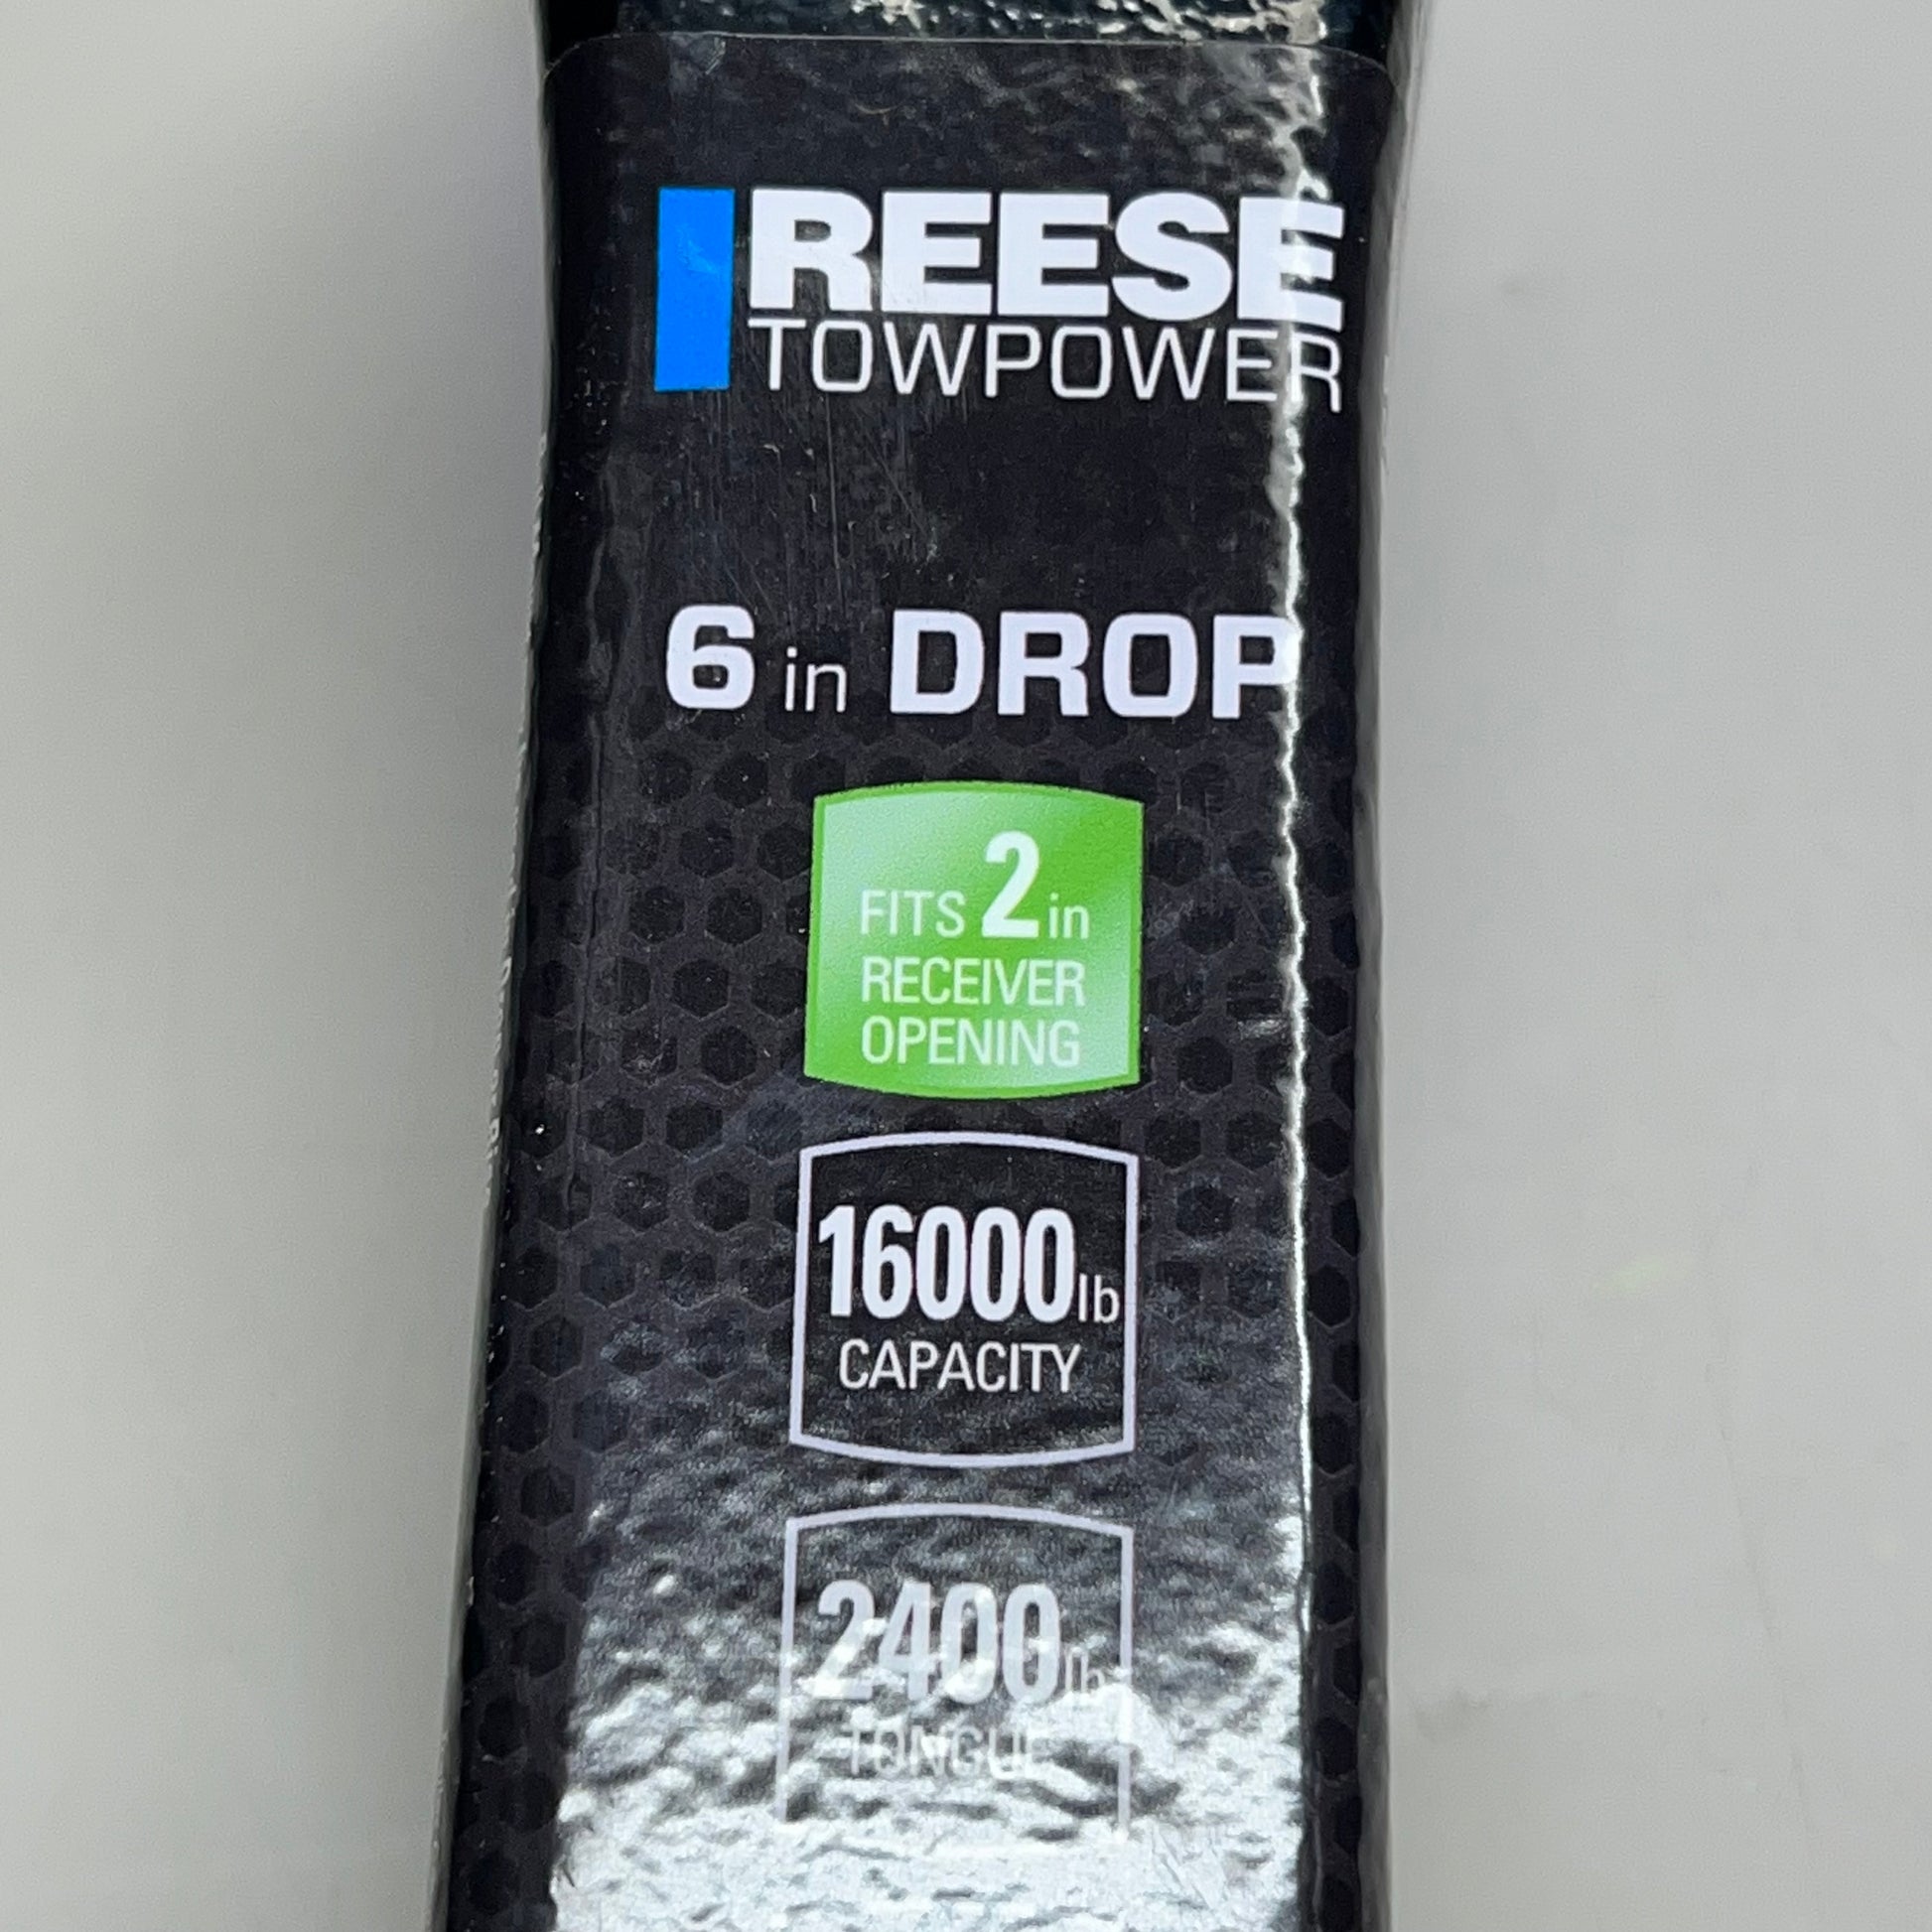 REESE
TOWPOWER
6 in DROP
FITS 2 in
RECEIVER
OPENING
16000 lb
CAPACITY
2400 lb
TONGUE